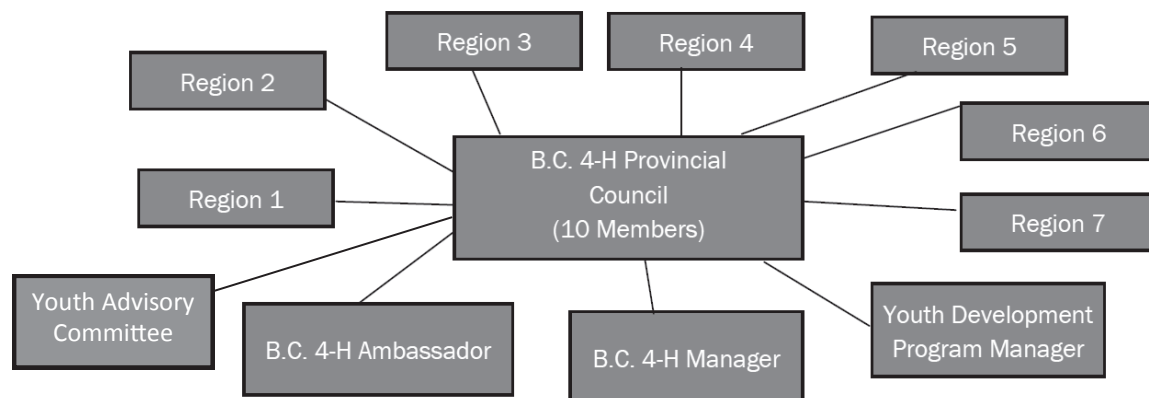 Region 3
Region 4
Region 5
Region 2
Region 6
B.C. 4-H Provincial
Council
(10 Members)
Region 1
Region 7
Youth Advisory
Committee
B.C. 4-H Ambassador
B.C. 4-H Manager
Youth Development
Program Manager